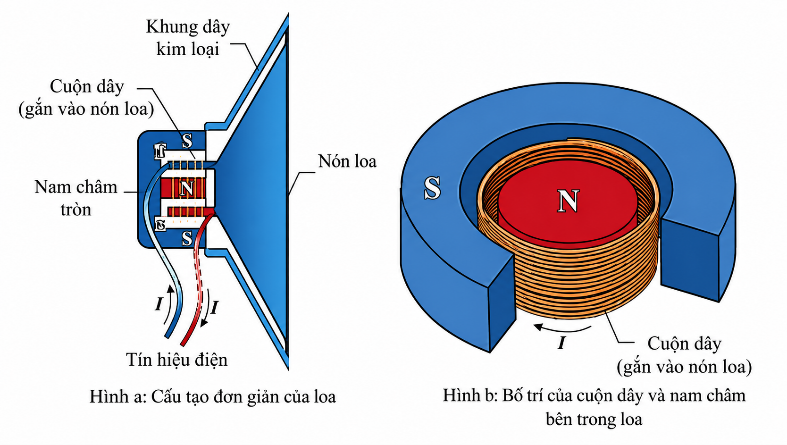 Khung dây
kim loại
Cuộn dây
(gắn vào nón loa)
S
N
S
Nam châm
tròn
Nón loa
I
I
Tín hiệu điện
Hình a: Cấu tạo đơn giản của loa
S
N
I
Cuộn dây
(gắn vào nón loa)
Hình b: Bố trí của cuộn dây và nam châm
bên trong loa